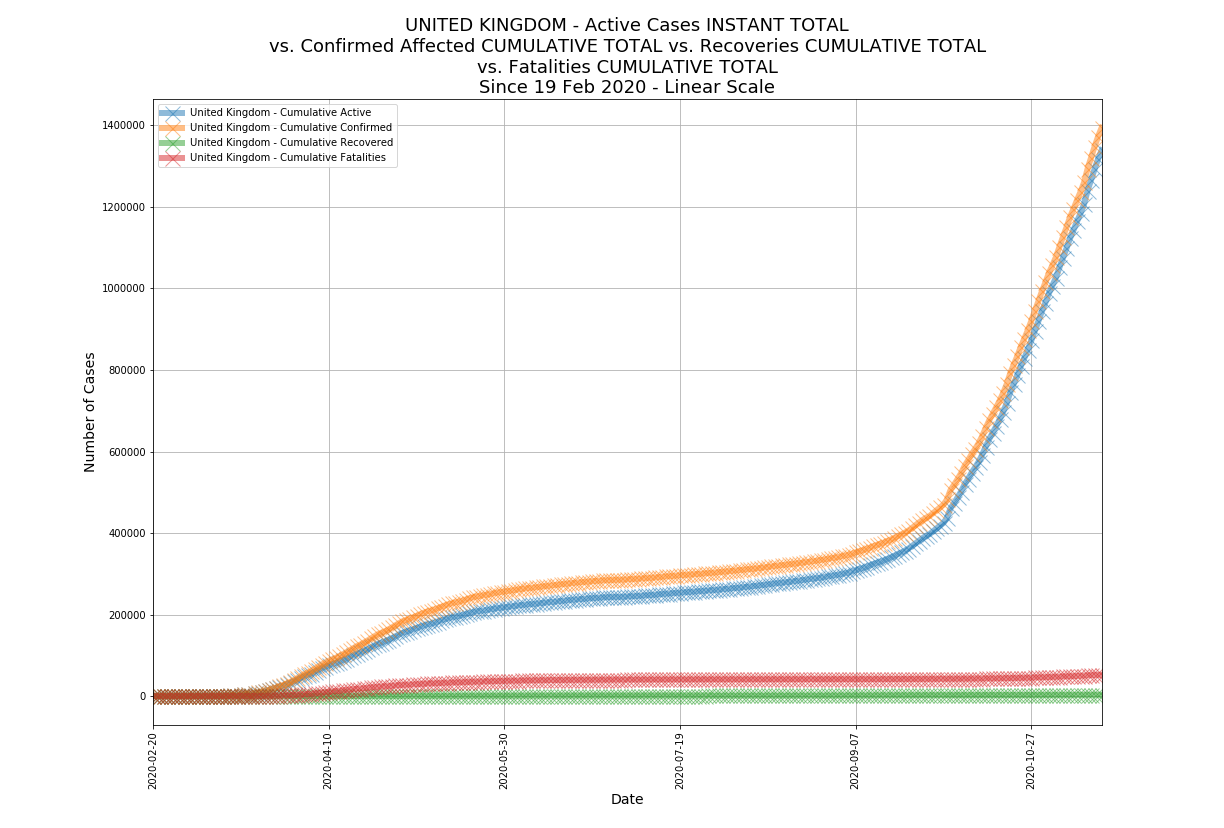 UNITED KINGDOM - Active Cases INSTANT TOTAL
vs. Confirmed Affected CUMULATIVE TOTAL vs. Recoveries CUMULATIVE TOTAL
vs. Fatalities CUMULATIVE TOTAL
Since 19 Feb 2020 - Linear Scale
United Kingdom - Cumulative Active
United Kingdom - Cumulative Confirmed
United Kingdom - Cumulative Recovered
United Kingdom - Cumulative Fatalities
1400000
1200000
1000000
800000
600000
400000
200000
0
Number of Cases
2020-02-20
2020-04-10
2020-05-30
2020-07-19
2020-09-07
2020-10-27
Date